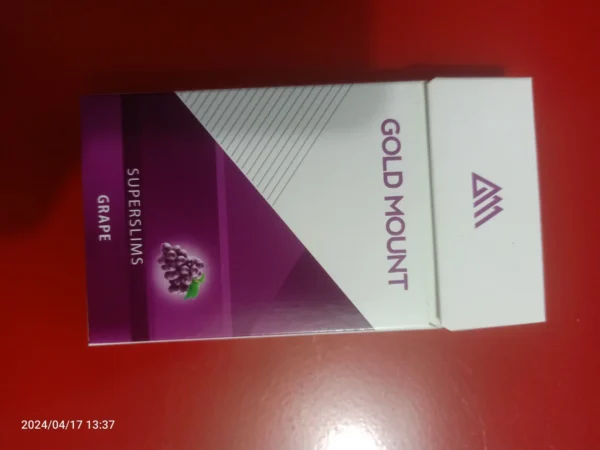 GOLD MOUNT
SUPERSLIMS
GRAPE
2024/04/17 13:37